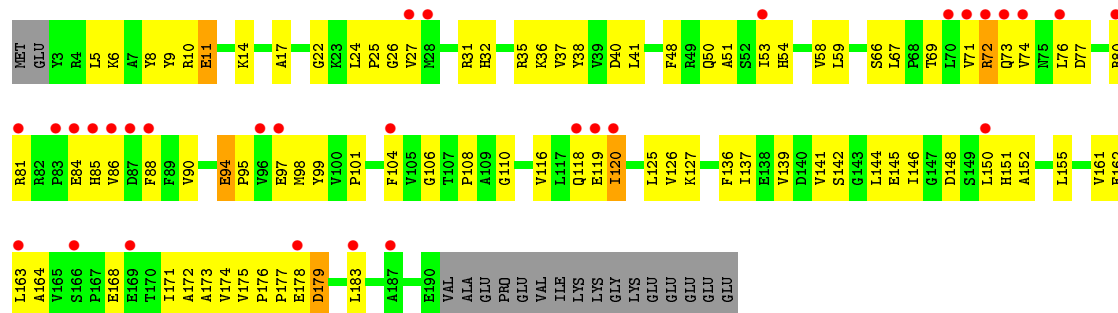 MET GLU Y3 R4 L5 K6 A7 Y8 Y9 R10 E11 K14 A17 G22 K23 L24 P25 G26 V27 M28 R31 H32 R35 K36 V37 Y38 V39 D40 L41 F48 R49 Q50 A51 S52 I53 H54 V58 L59 S66 L67 P68 T69 L70 V71 R72 Q73 V74 N75 L76 D77 R80
R81 R82 P83 E84 H85 V86 D87 F88 F89 V90 E94 P95 V96 E97 M98 Y99 V100 P101 F104 V105 G106 T107 P108 A109 G110 V116 L117 Q118 E119 I120 L125 V126 K127 F136 I137 E138 V139 D140 V141 S142 L144 G143 E145 I146 G147 D148 S149 L150 H151 A152 L155 V161 E162
L163 A164 V165 S166 P167 E168 E169 T170 I171 A172 A173 V174 V175 P176 P177 E178 D179 L183 A187 E190 VAL ALA GLU PRO GLU VAL ILE LYS LYS GLY LYS GLU GLU GLU GLU GLU